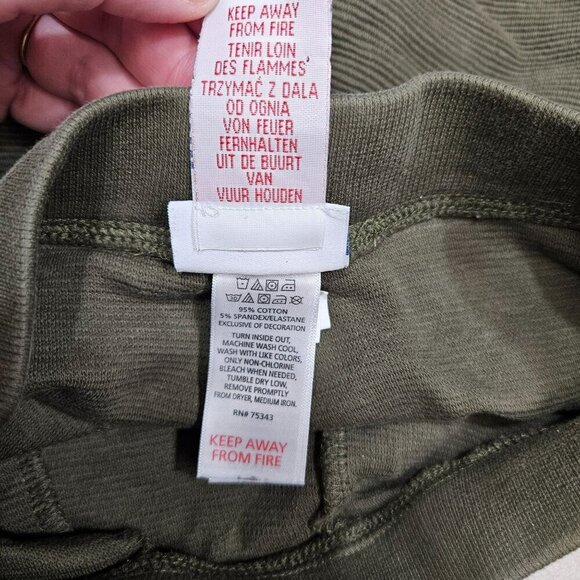 KEEP AWAY
FROM FIRE
TENIR LOIN
DES FLAMMES
TRZYMAĆ Z DALA
OD OGNIA
VON FEUER
FERNHALTEN
UIT DE BUURT
VAN
VUUR HOUDEN
95% COTTON
5% SPANDEX/ELASTANE
EXCLUSIVE OF DECORATION
TURN INSIDE OUT,
MACHINE WASH COOL,
WASH WITH LIKE COLORS,
ONLY NON-CHLORINE
BLEACH WHEN NEEDED,
TUMBLE DRY LOW,
REMOVE PROMPTLY
FROM DRYER, MEDIUM IRON.
RN# 75343
KEEP AWAY
FROM FIRE